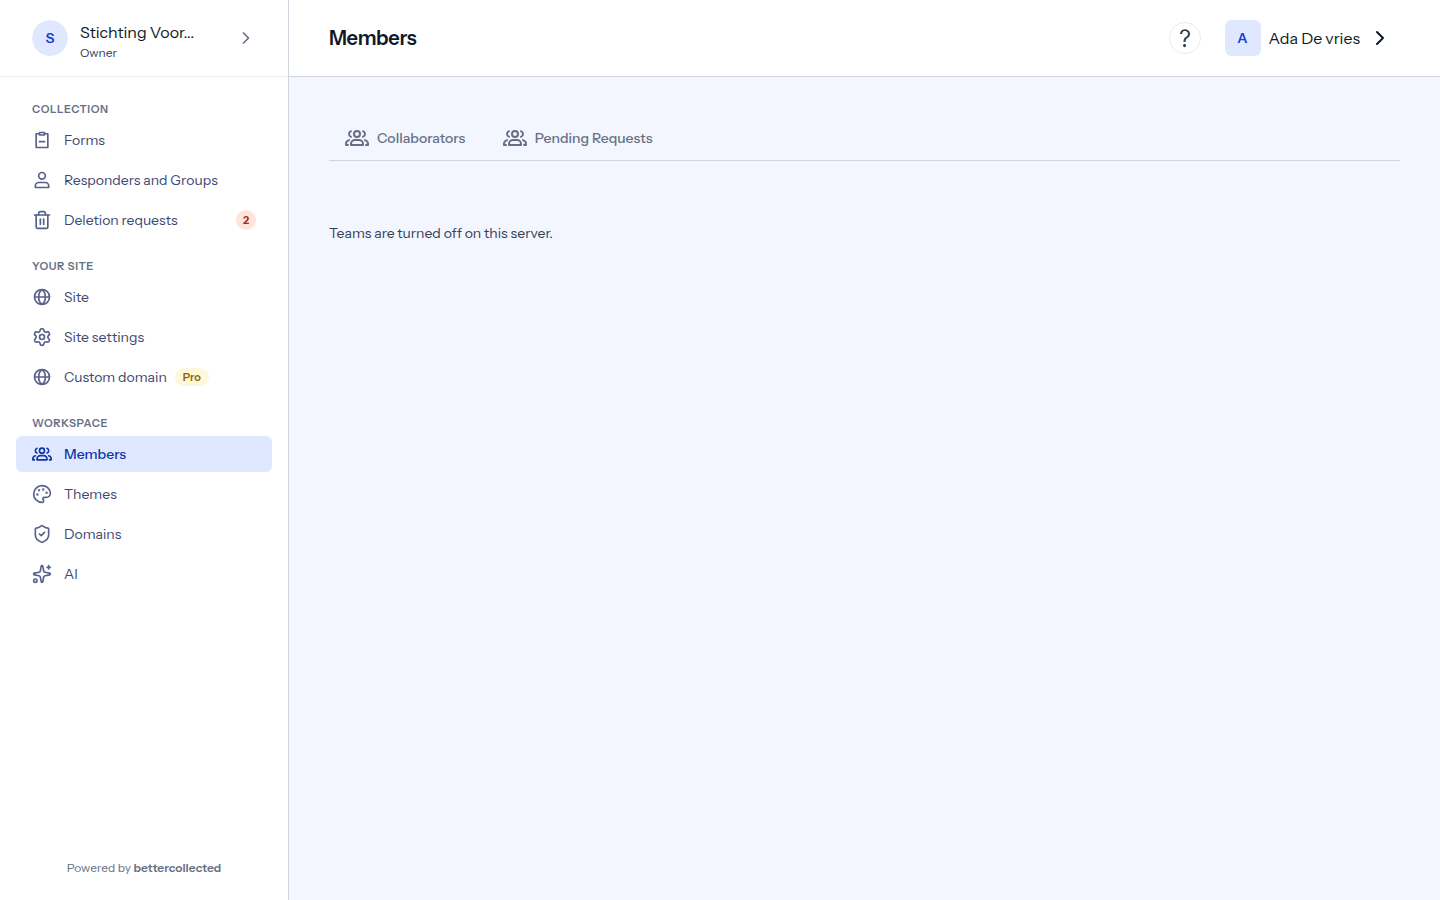 S
Stichting Voor...
Owner
COLLECTION
Forms
Responders and Groups
Deletion requests 2
YOUR SITE
Site
Site settings
Custom domain Pro
WORKSPACE
Members
Themes
Domains
AI
Powered by bettercollected
Members
?
A Ada De vries
Collaborators
Pending Requests
Teams are turned off on this server.